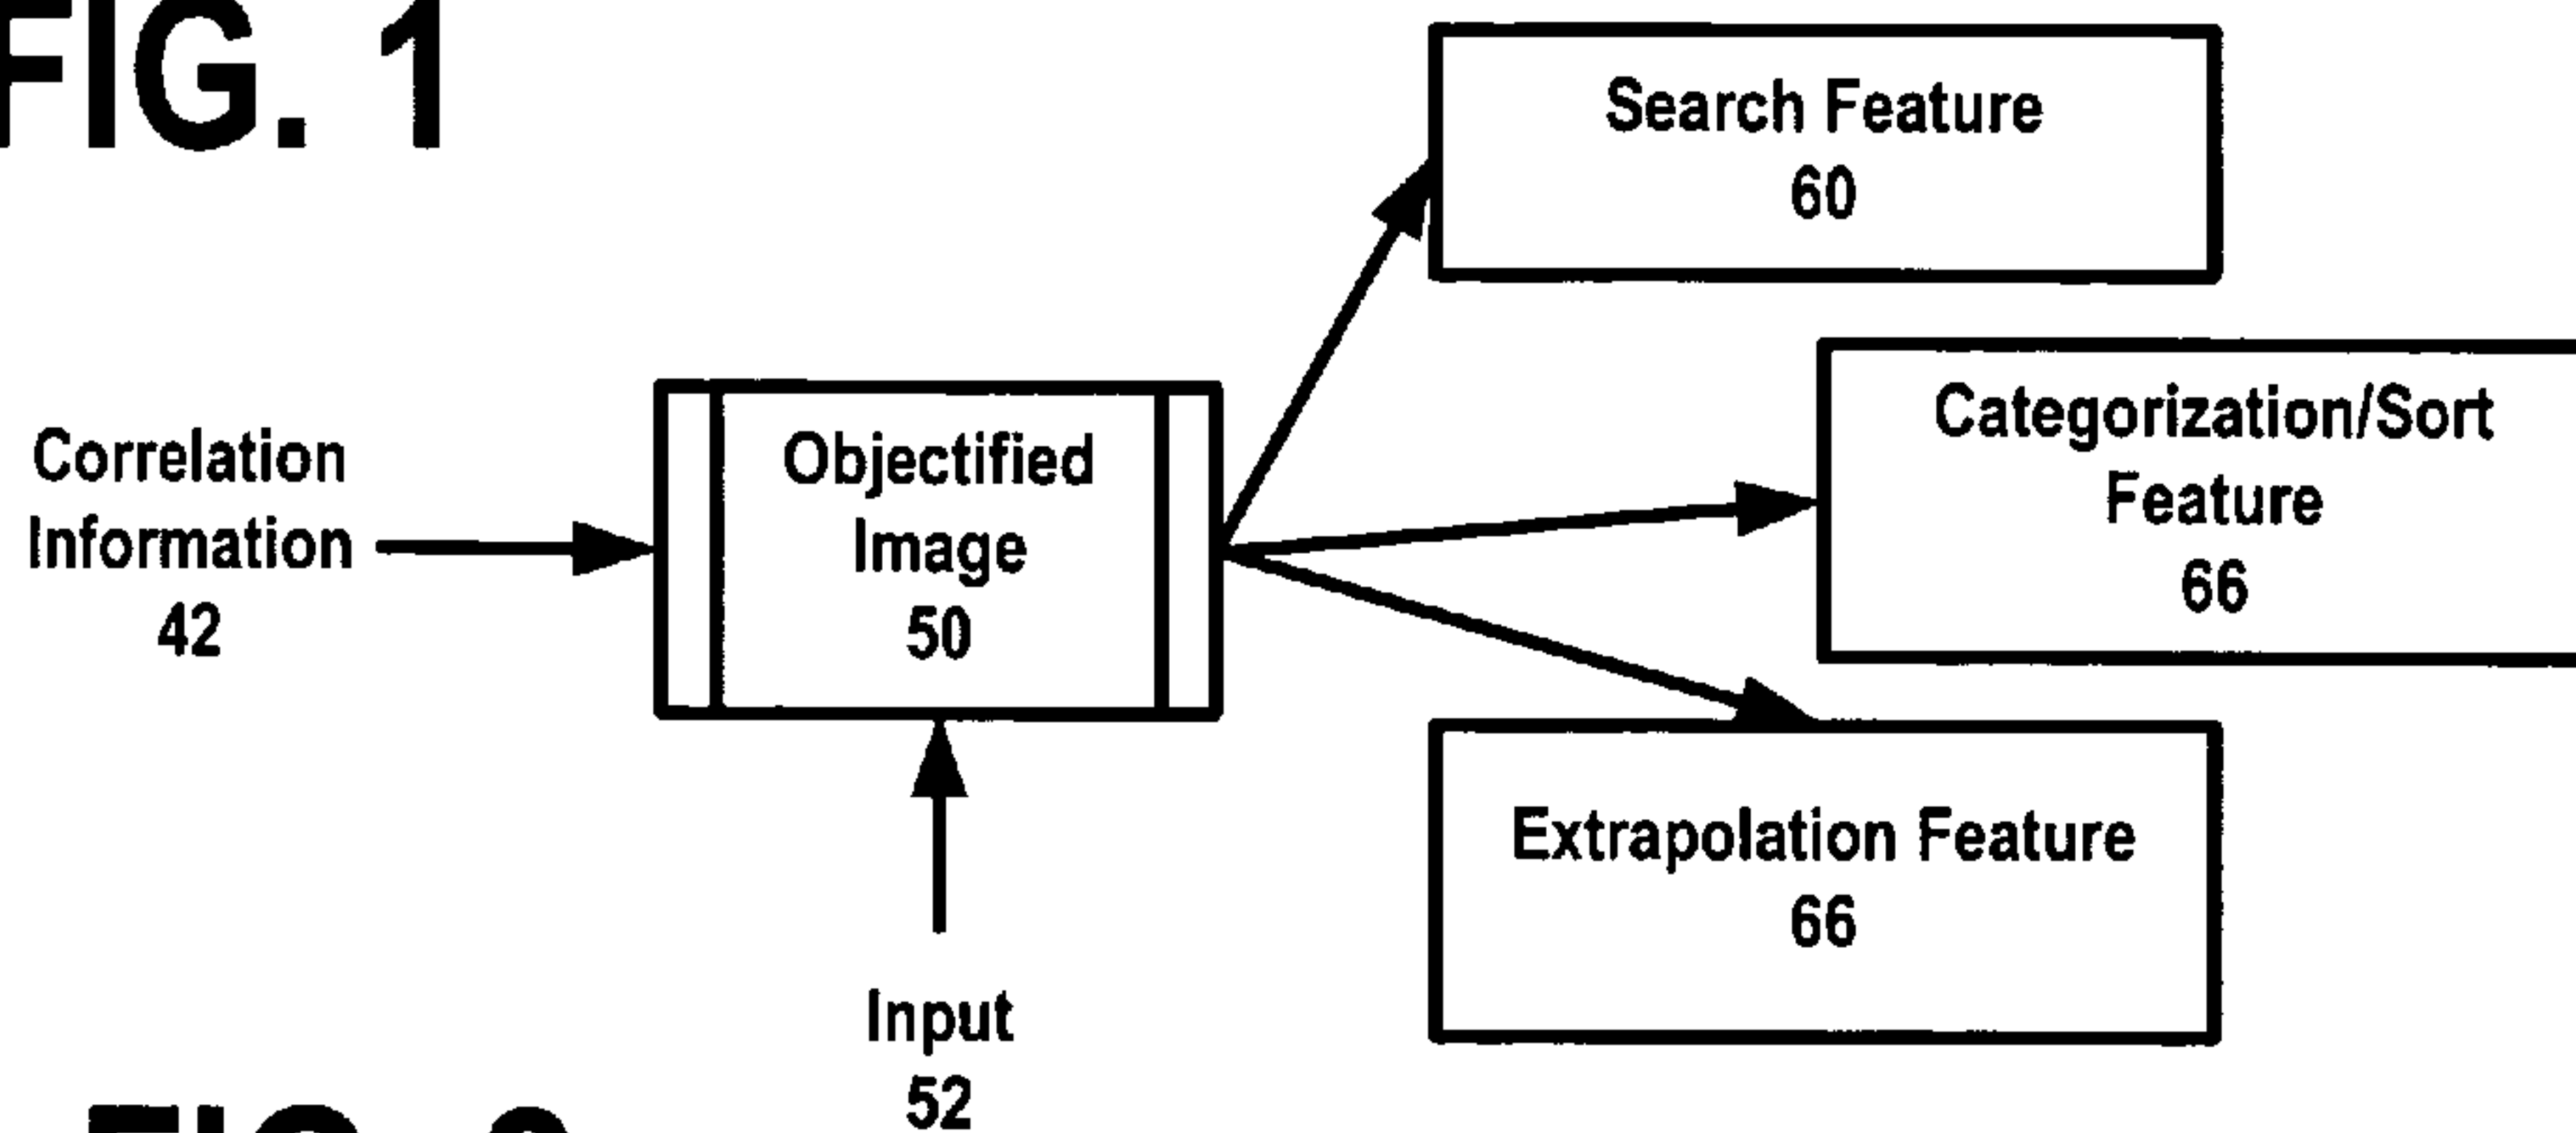 FIG. 1
Search Feature
60
Categorization/Sort
Feature
66
Correlation
Information
42
Objectified
Image
50
Extrapolation Feature
66
Input
52